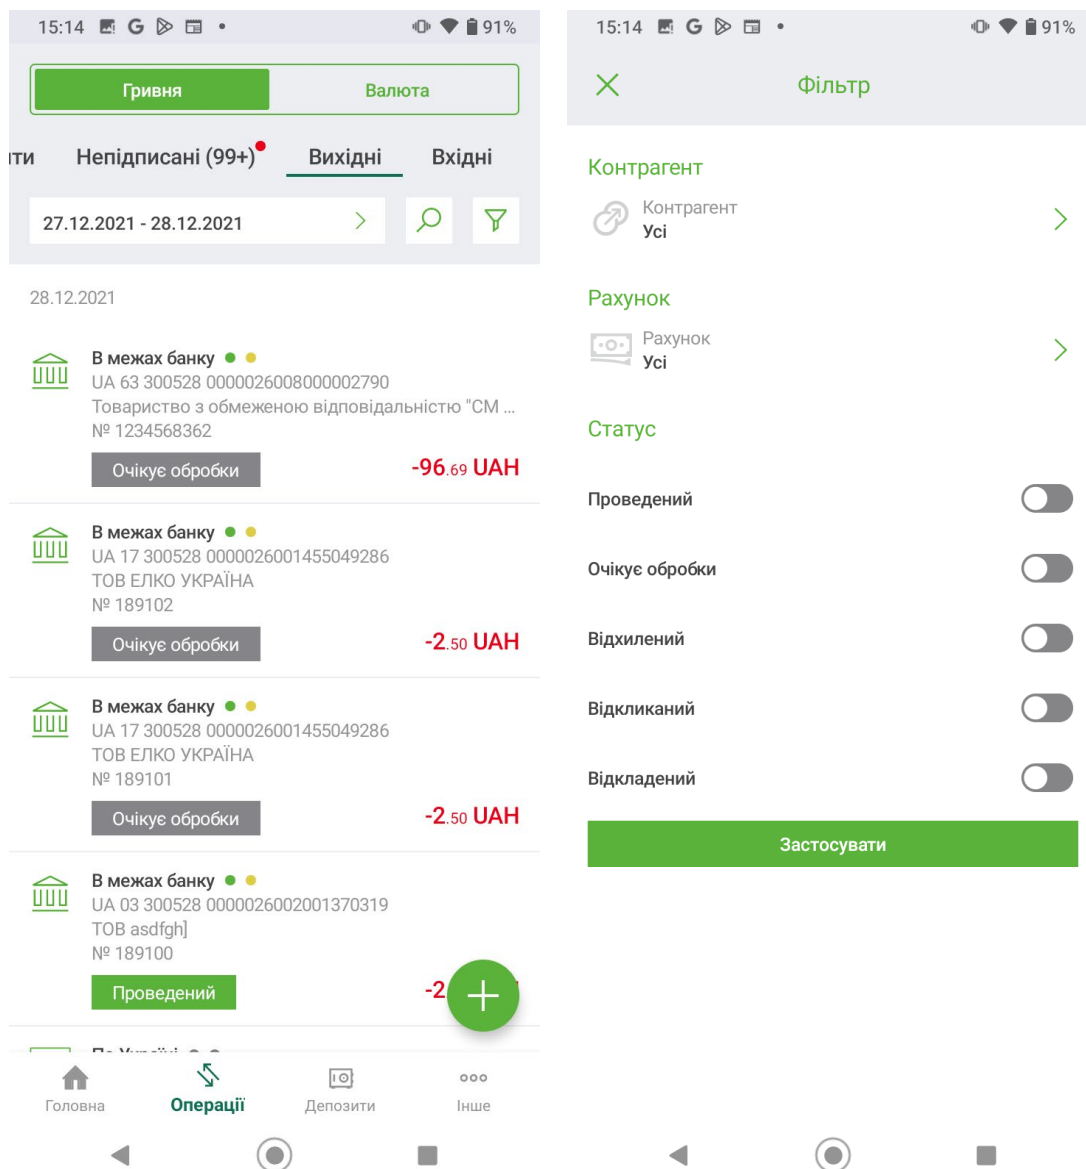 15:14
91%
Гривня
Валюта
Непідписані (99+)
Вихідні
Вхідні
27.12.2021 - 28.12.2021
28.12.2021
В межах банку
UA 63 300528 0000026008000002790
Товариство з обмеженою відповідальністю "СМ ...
№ 1234568362
Очікує обробки
-96.69 UAH
В межах банку
UA 17 300528 0000026001455049286
ТОВ ЕЛКО УКРАЇНА
№ 189102
Очікує обробки
-2.50 UAH
В межах банку
UA 17 300528 0000026001455049286
ТОВ ЕЛКО УКРАЇНА
№ 189101
Очікує обробки
-2.50 UAH
В межах банку
UA 03 300528 0000026002001370319
ТОВ asdfgh]
№ 189100
Проведений
-2
Головна
Операції
Депозити
Інше
15:14
91%
Фільтр
Контрагент
Контрагент
Усі
Рахунок
Рахунок
Усі
Статус
Проведений
Очікує обробки
Відхилений
Відкликаний
Відкладений
Застосувати